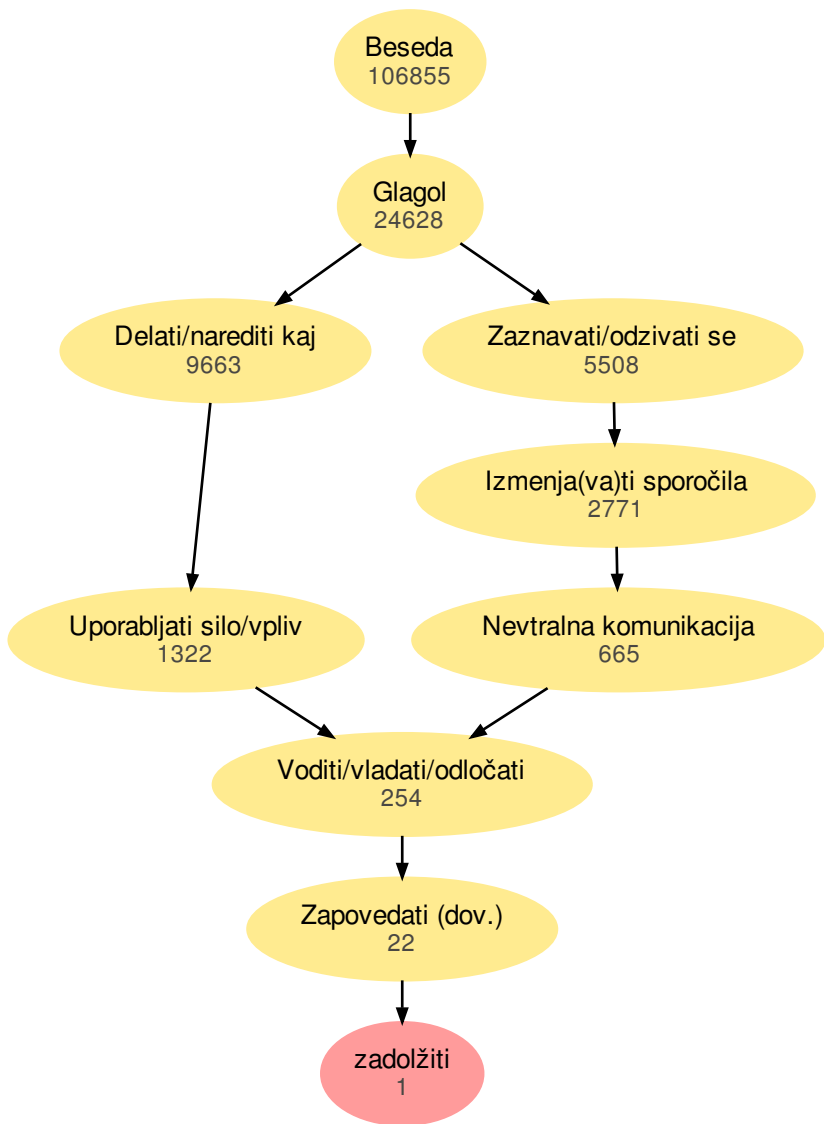 Beseda
106855
Glagol
24628
Delati/narediti kaj
9663
Zaznavati/odzivati se
5508
Izmenja(va)ti sporočila
2771
Uporabljati silo/vpliv
1322
Nevtralna komunikacija
665
Voditi/vladati/odločati
254
Zapovedati (dov.)
22
zadolžiti
1